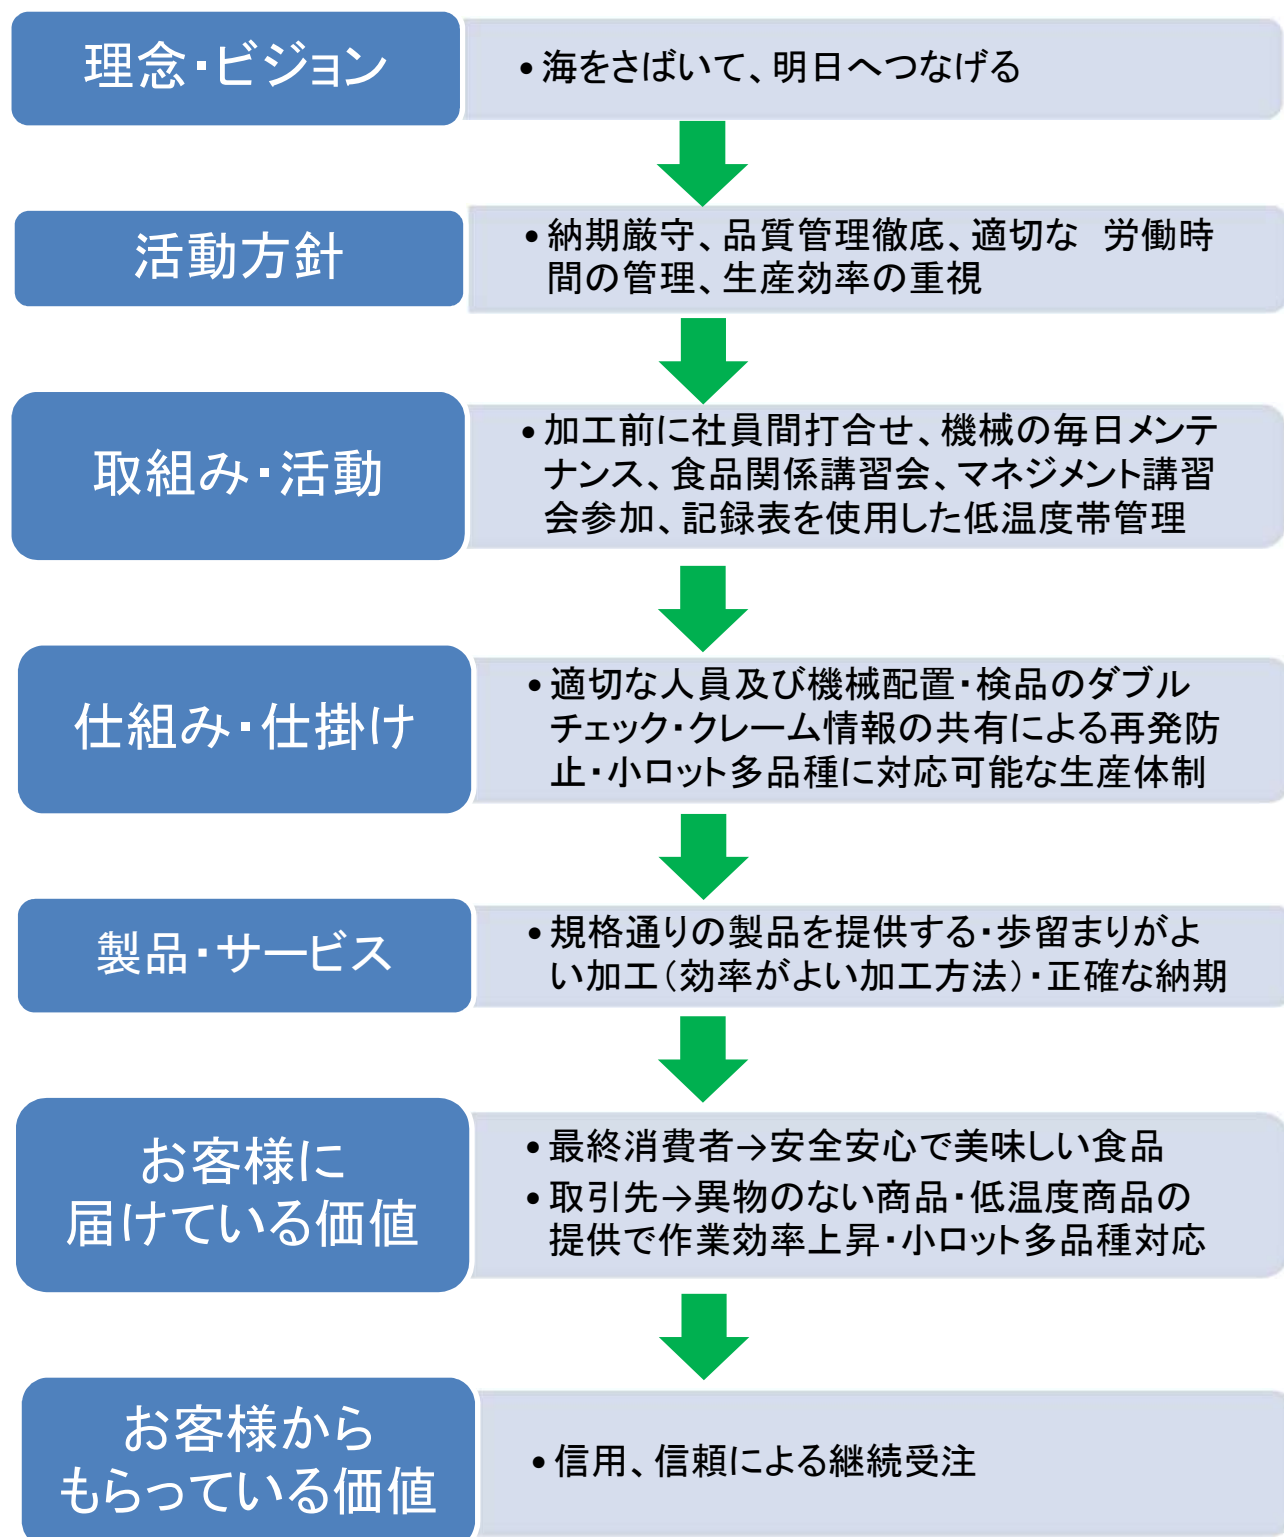 理念・ビジョン
• 海をさばいて、明日へつなげる
活動方針
• 納期厳守、品質管理徹底、適切な　労働時
間の管理、生産効率の重視
取組み・活動
• 加工前に社員間打合せ、機械の毎日メンテ
ナンス、食品関係講習会、マネジメント講習
会参加、記録表を使用した低温度帯管理
仕組み・仕掛け
• 適切な人員及び機械配置・検品のダブル
チェック・クレーム情報の共有による再発防
止・小ロット多品種に対応可能な生産体制
製品・サービス
• 規格通りの製品を提供する・歩留まりがよ
い加工（効率がよい加工方法）・正確な納期
お客様に
届けている価値
• 最終消費者→安全安心で美味しい食品
• 取引先→異物のない商品・低温度商品の
提供で作業効率上昇・小ロット多品種対応
お客様から
もらっている価値
• 信用、信頼による継続受注